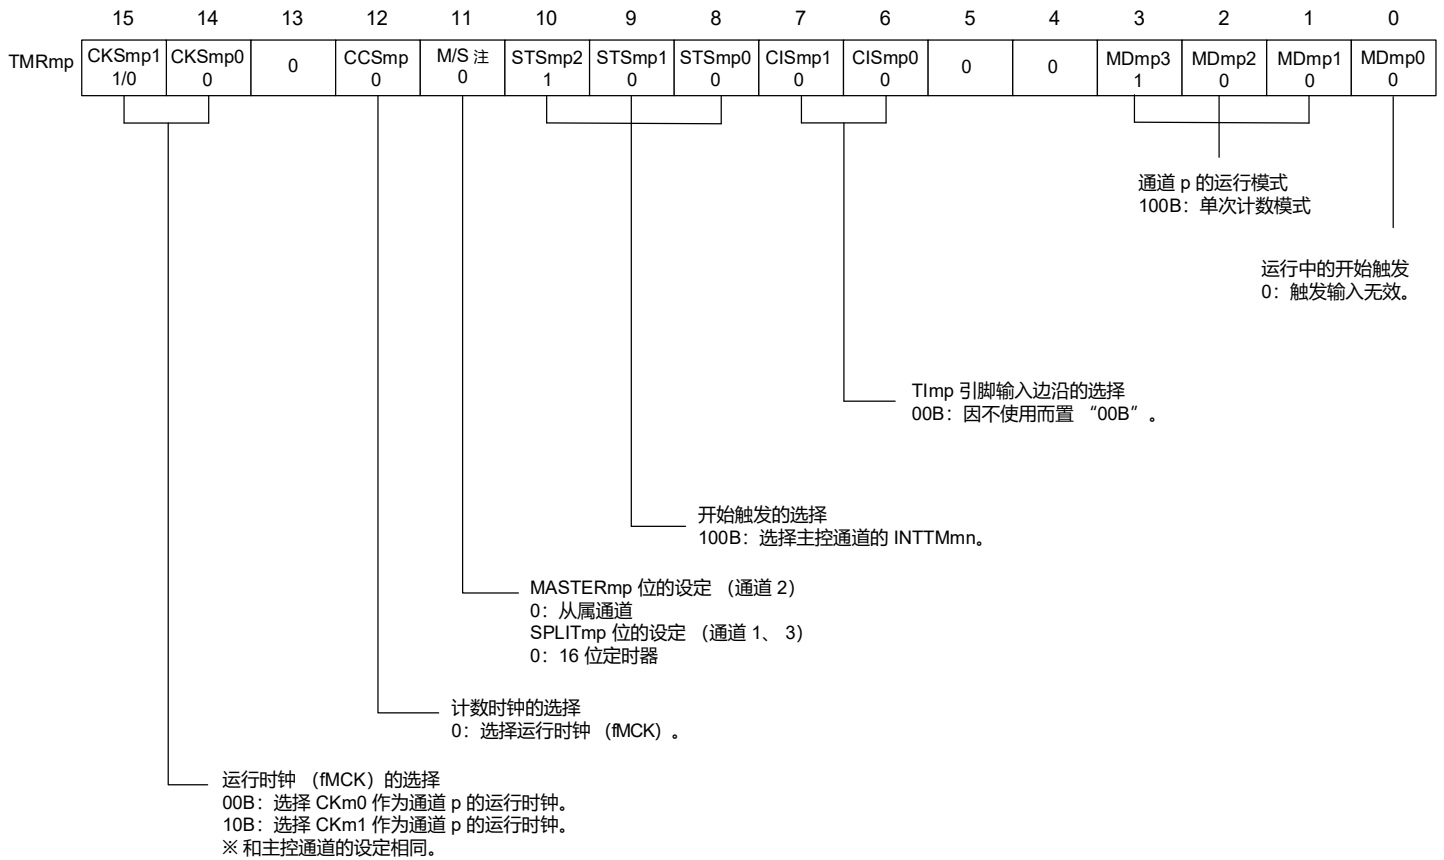 15 14 13 12 11 10 9 8 7 6 5 4 3 2 1 0
TMRmp CKSmp1 CKSmp0 0 CCSmp M/S 注 STSmp2 STSmp1 STSmp0 CISmp1 CISmp0 0 0 MDmp3 MDmp2 MDmp1 MDmp0
1/0 0 0 0 1 0 0 0 0 1 0 0 0
通道 p 的运行模式
100B：单次计数模式
运行中的开始触发
0：触发输入无效。
TImp 引脚输入边沿的选择
00B：因不使用而置 “00B”。
开始触发的选择
100B：选择主控通道的 INTTMmn。
MASTERmp 位的设定 （通道 2）
0：从属通道
SPLITmp 位的设定 （通道 1、 3）
0：16 位定时器
计数时钟的选择
0：选择运行时钟 （fMCK）。
运行时钟 （fMCK）的选择
00B：选择 CKm0 作为通道 p 的运行时钟。
10B：选择 CKm1 作为通道 p 的运行时钟。
※ 和主控通道的设定相同。